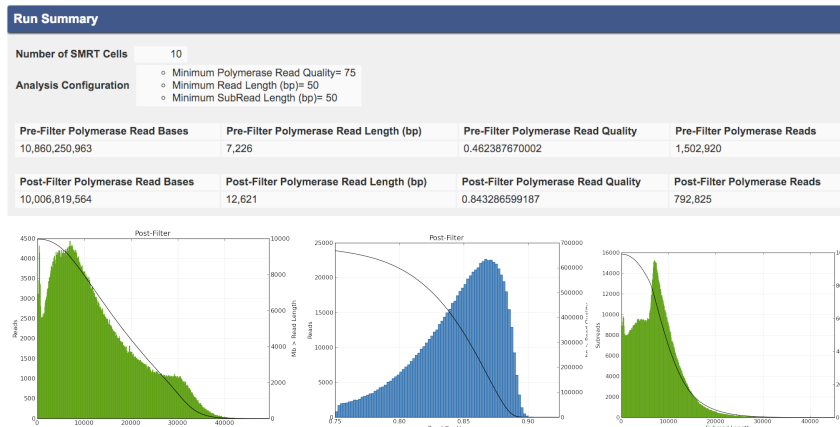 Run Summary
Number of SMRT Cells 10
Analysis Configuration
Minimum Polymerase Read Quality= 75
Minimum Read Length (bp)= 50
Minimum SubRead Length (bp)= 50
Pre-Filter Polymerase Read Bases Pre-Filter Polymerase Read Length (bp) Pre-Filter Polymerase Read Quality Pre-Filter Polymerase Reads
10,860,250,963 7,226 0.462387670002 1,502,920
Post-Filter Polymerase Read Bases Post-Filter Polymerase Read Length (bp) Post-Filter Polymerase Read Quality Post-Filter Polymerase Reads
10,006,819,564 12,621 0.843286599187 792,825
Post-Filter
4500
4000
3500
3000
2500
2000
1500
1000
500
0
Reads
0 10000 20000 30000 40000
10000
8000
6000
4000
2000
0
Mb > Read Length
Post-Filter
25000
20000
15000
10000
5000
0
Reads
0.75 0.80 0.85 0.90
700000
600000
500000
400000
300000
200000
100000
0
16000
14000
12000
10000
8000
6000
4000
2000
0
Subreads
0 10000 20000 30000 40000